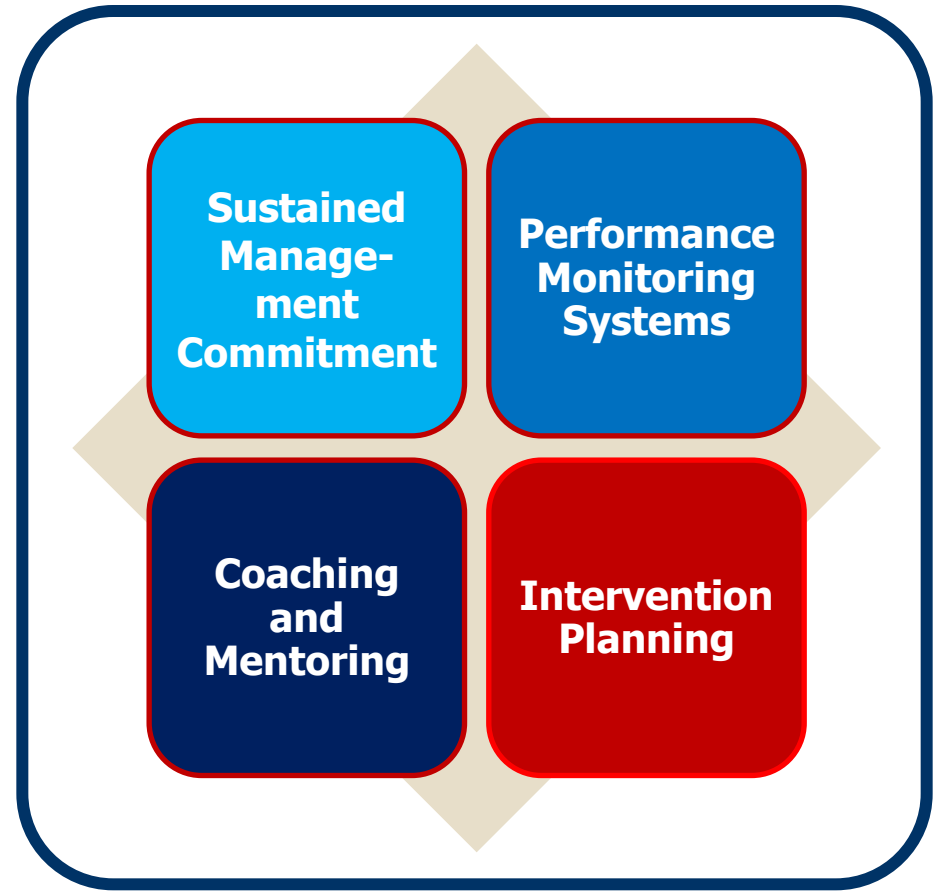 Sustained
Manage-
ment
Commitment
Performance
Monitoring
Systems
Coaching
and
Mentoring
Intervention
Planning